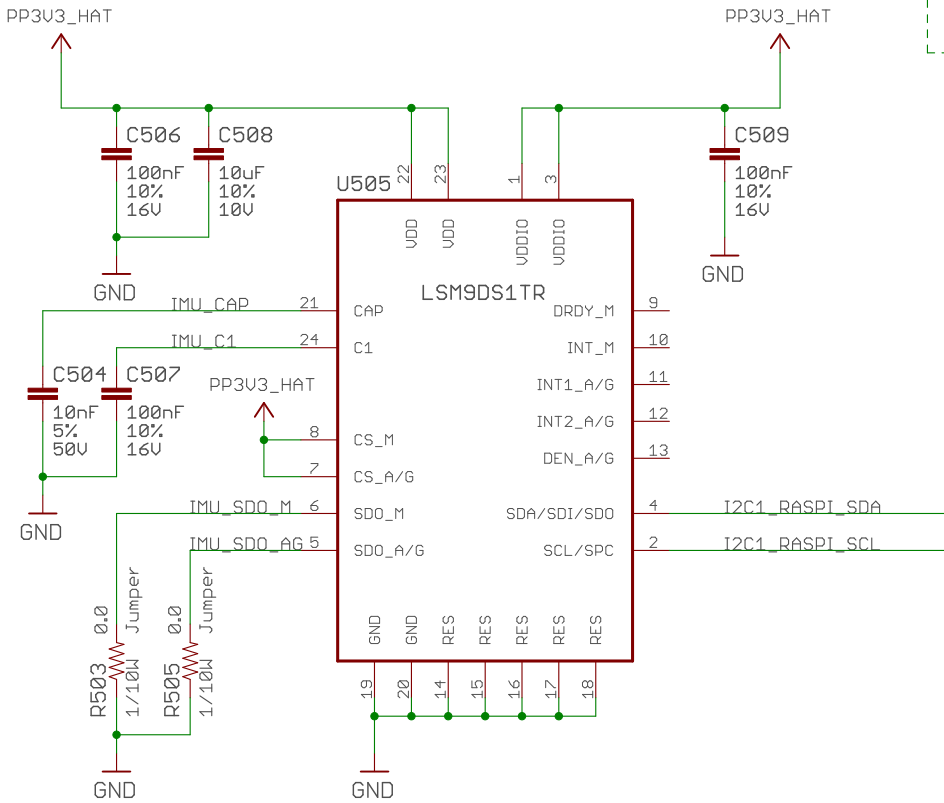 PP3V3_HAT
PP3V3_HAT
C506
100nF
10%
16V
C508
10uF
10%
10V
C509
100nF
10%
16V
GND
GND
U505
22
23
1
3
VDD
VDD
VDDIO
VDDIO
LSM9DS1TR
IMU_CAP
21
CAP
IMU_C1
24
C1
C504
10nF
5%
50V
C507
100nF
10%
16V
GND
PP3V3_HAT
8
CS_M
7
CS_A/G
IMU_SDO_M
6
SDO_M
IMU_SDO_AG
5
SDO_A/G
DRDY_M
9
INT_M
10
INT1_A/G
11
INT2_A/G
12
DEN_A/G
13
SDA/SDI/SDO
4
I2C1_RASPI_SDA
SCL/SPC
2
I2C1_RASPI_SCL
R503
0.0
Jumper
1/10W
R505
0.0
Jumper
1/10W
GND
GND
GND
RES
RES
RES
RES
RES
19
20
14
15
16
17
18
GND